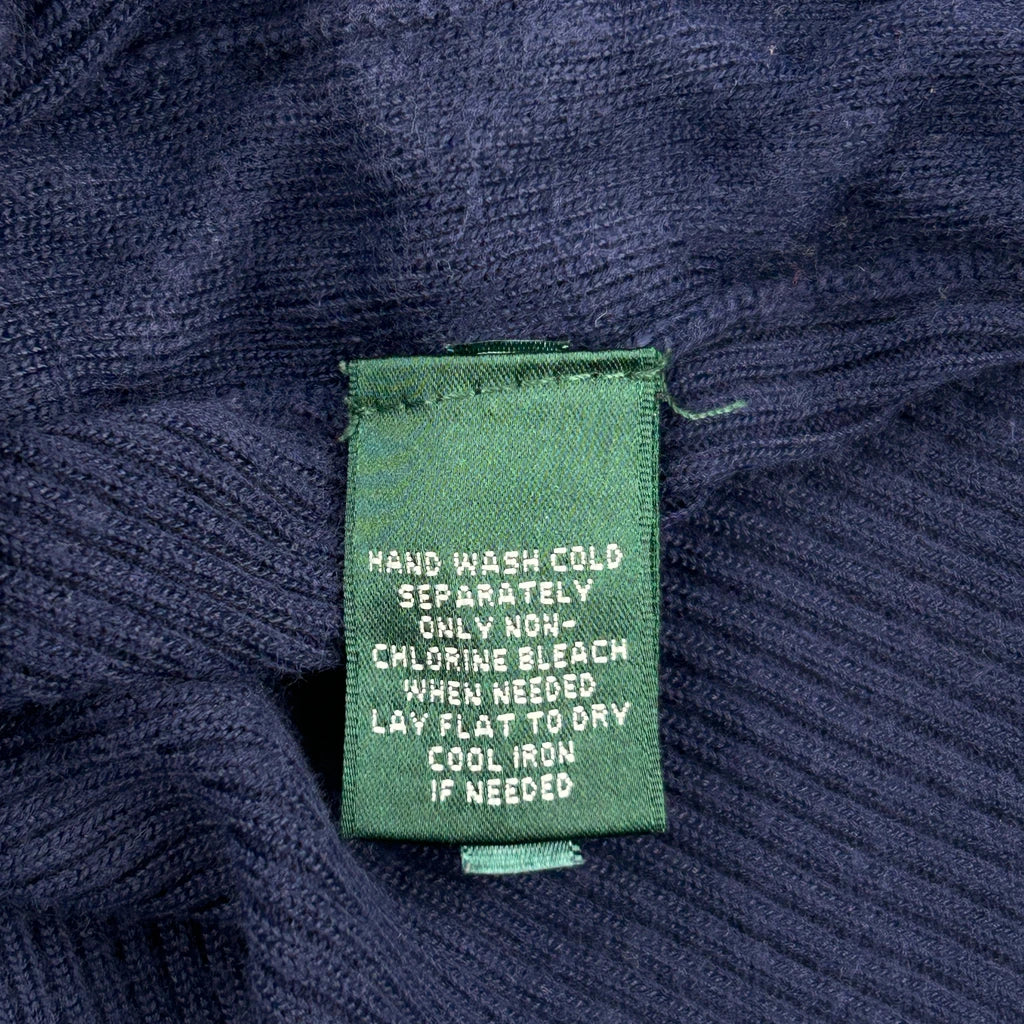 HAND WASH COLD
SEPARATELY
ONLY NON-
CHLORINE BLEACH
WHEN NEEDED
LAY FLAT TO DRY
COOL IRON
IF NEEDED